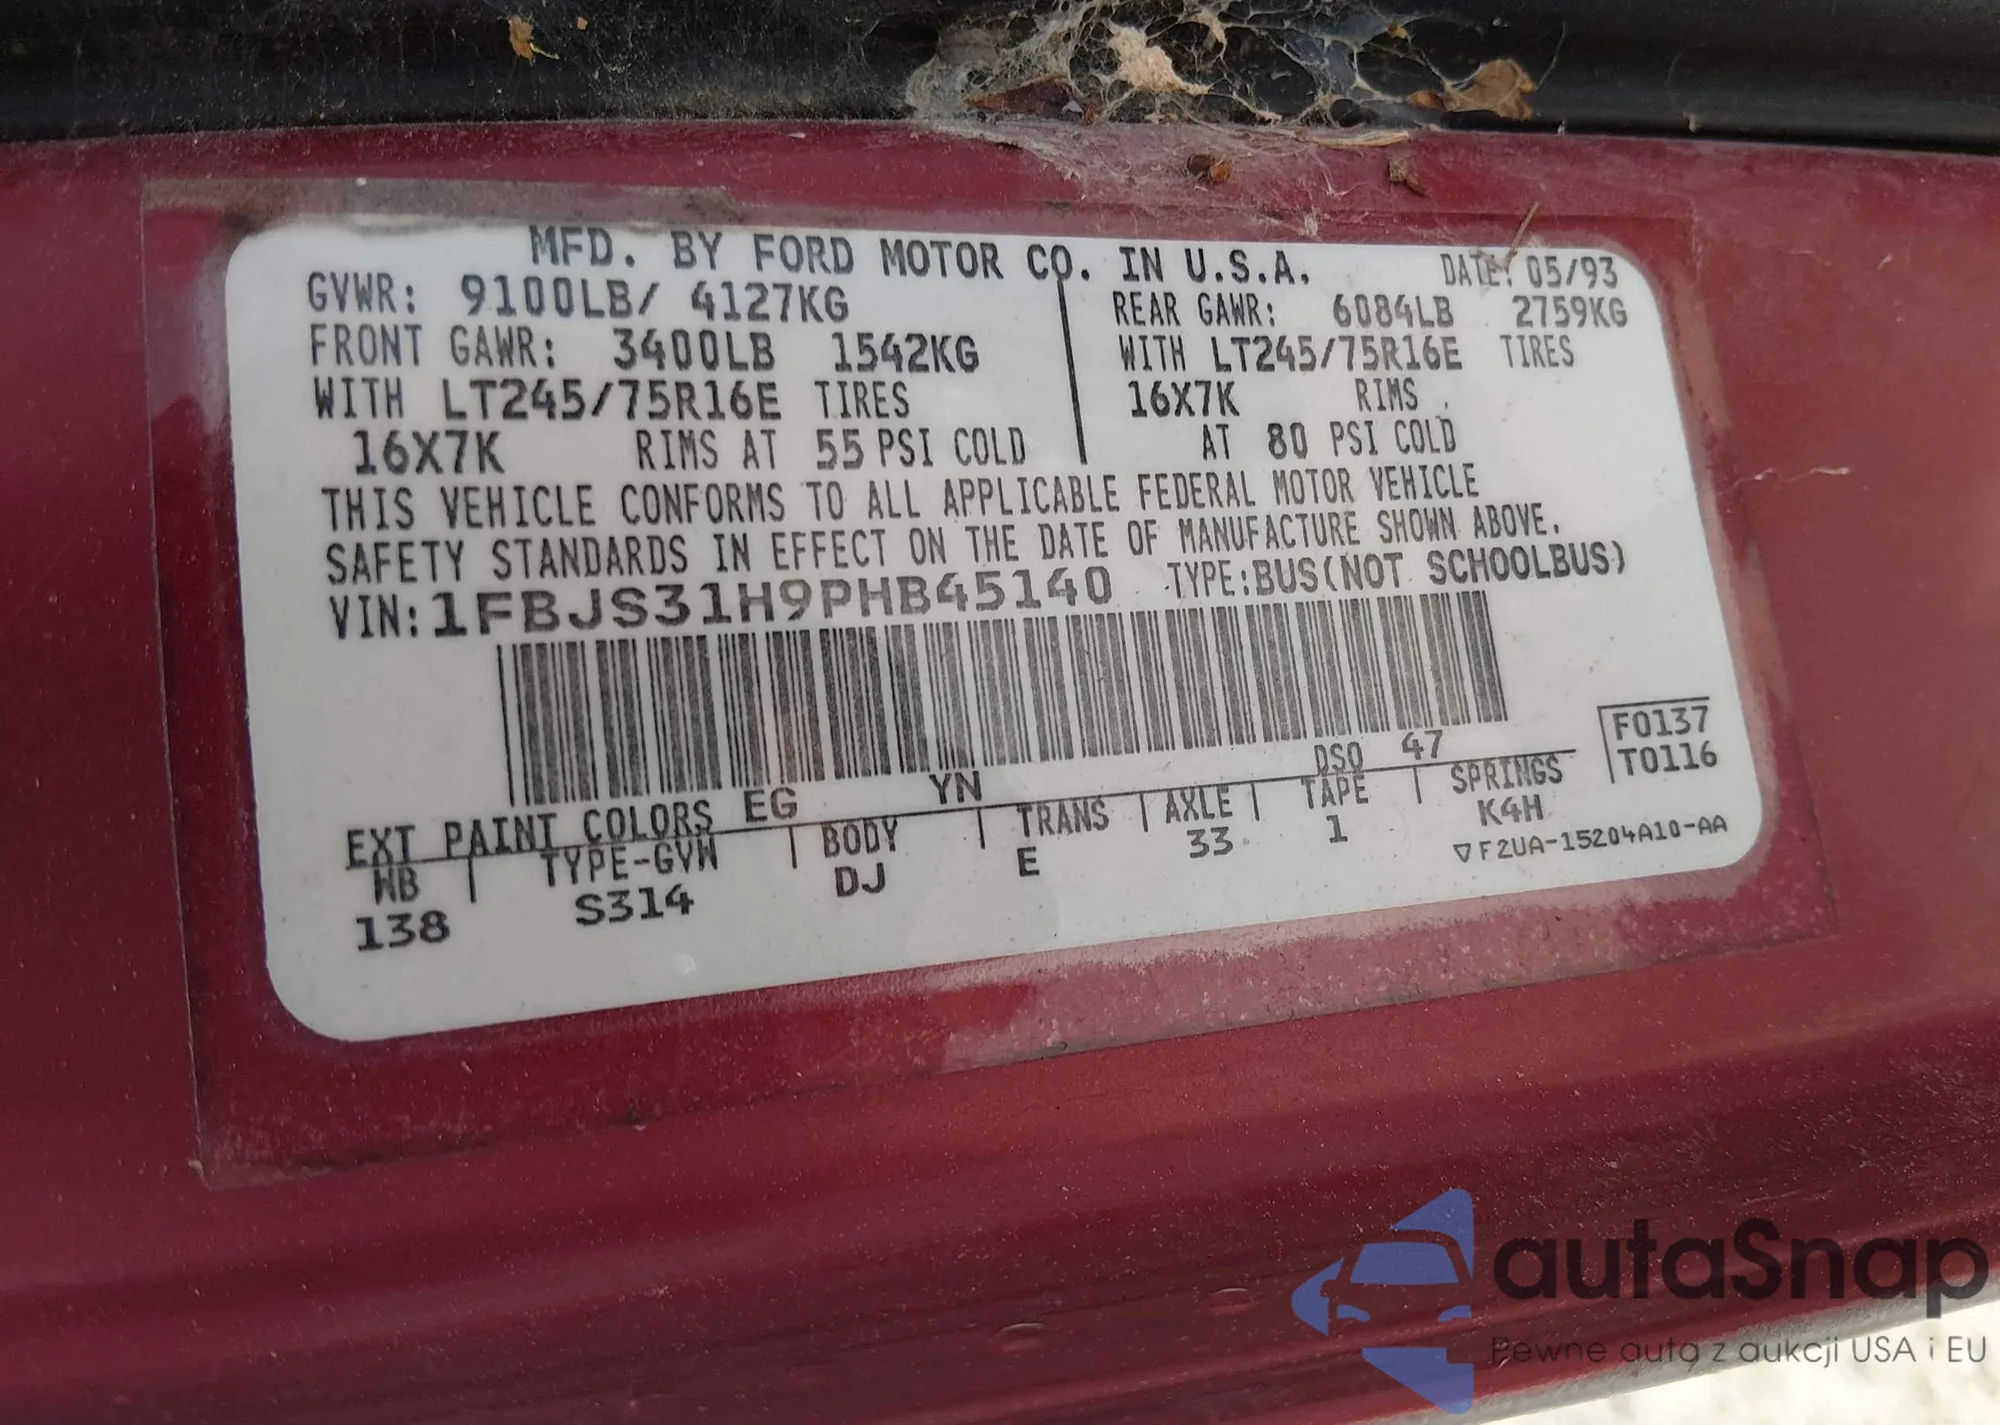 MFD. BY FORD MOTOR CO. IN U.S.A.
DATE: 05/93
GVWR: 9100LB/ 4127KG
REAR GAWR: 6084LB 2759KG
FRONT GAWR: 3400LB 1542KG
WITH LT245/75R16E TIRES
WITH LT245/75R16E TIRES
16X7K RIMS
16X7K RIMS AT 55 PSI COLD
AT 80 PSI COLD
THIS VEHICLE CONFORMS TO ALL APPLICABLE FEDERAL MOTOR VEHICLE
SAFETY STANDARDS IN EFFECT ON THE DATE OF MANUFACTURE SHOWN ABOVE.
VIN: 1FBJS31H9PHB45140 TYPE: BUS(NOT SCHOOLBUS)
F0137
T0116
EXT PAINT COLORS EG YN DSO 47
WB TYPE-GVW BODY TRANS AXLE TAPE SPRINGS
138 S314 DJ E 33 1 K4H
F2UA-15204A10-AA
autaSnap
Pewne auta z aukcji USA i EU